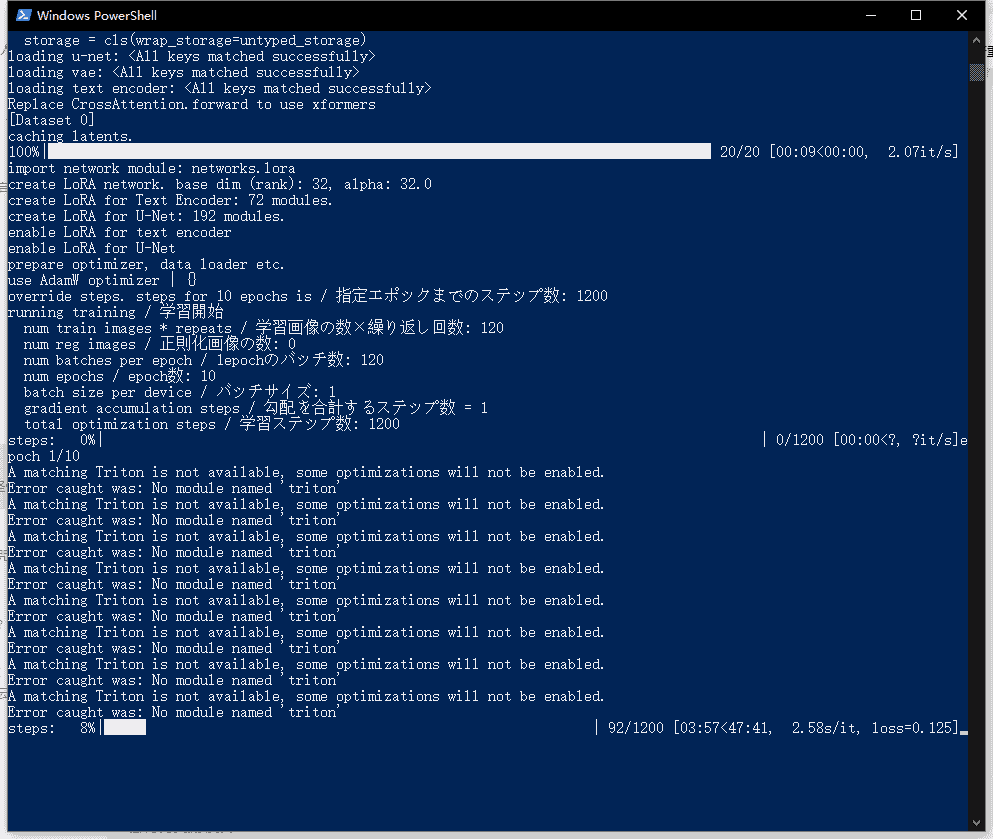 Windows PowerShell
storage = cls(wrap_storage=untyped_storage)
loading u-net: <All keys matched successfully>
loading vae: <All keys matched successfully>
loading text encoder: <All keys matched successfully>
Replace CrossAttention.forward to use xformers
[Dataset 0]
caching latents.
100%| | 20/20 [00:09<00:00,  2.07it/s]
import network module: networks.lora
create LoRA network. base dim (rank): 32, alpha: 32.0
create LoRA for Text Encoder: 72 modules.
create LoRA for U-Net: 192 modules.
enable LoRA for text encoder
enable LoRA for U-Net
prepare optimizer, data loader etc.
use AdamW optimizer | {}
override steps. steps for 10 epochs is / 指定エポックまでのステップ数: 1200
running training / 学習開始
num train images * repeats / 学習画像の数×繰り返し回数: 120
num reg images / 正則化画像の数: 0
num batches per epoch / 1epochのバッチ数: 120
num epochs / epoch数: 10
batch size per device / バッチサイズ: 1
gradient accumulation steps / 勾配を合計するステップ数 = 1
total optimization steps / 学習ステップ数: 1200
steps:   0%| | 0/1200 [00:00<?, ?it/s]e
poch 1/10
A matching Triton is not available, some optimizations will not be enabled.
Error caught was: No module named 'triton'
A matching Triton is not available, some optimizations will not be enabled.
Error caught was: No module named 'triton'
A matching Triton is not available, some optimizations will not be enabled.
Error caught was: No module named 'triton'
A matching Triton is not available, some optimizations will not be enabled.
Error caught was: No module named 'triton'
A matching Triton is not available, some optimizations will not be enabled.
Error caught was: No module named 'triton'
A matching Triton is not available, some optimizations will not be enabled.
Error caught was: No module named 'triton'
A matching Triton is not available, some optimizations will not be enabled.
Error caught was: No module named 'triton'
A matching Triton is not available, some optimizations will not be enabled.
Error caught was: No module named 'triton'
steps:   8%| | 92/1200 [03:57<47:41,  2.58s/it, loss=0.125]